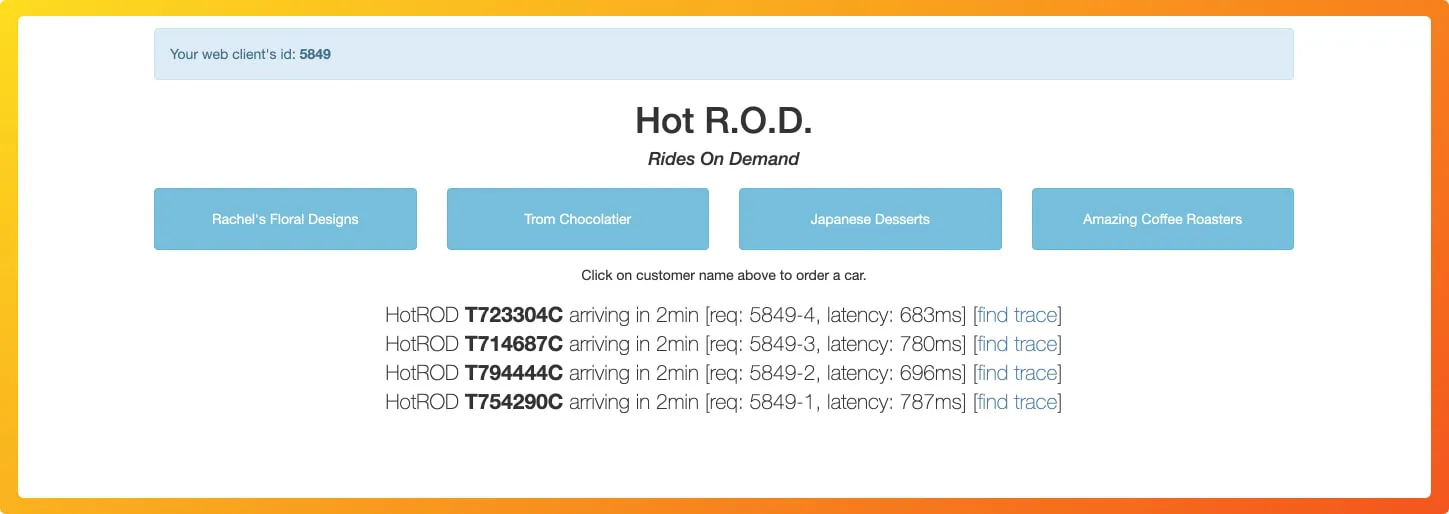 Your web client's id: 5849
Hot R.O.D.
Rides On Demand
Rachel's Floral Designs
Trom Chocolatier
Japanese Desserts
Amazing Coffee Roasters
Click on customer name above to order a car.
HotROD T723304C arriving in 2min [req: 5849-4, latency: 683ms] [find trace]
HotROD T714687C arriving in 2min [req: 5849-3, latency: 780ms] [find trace]
HotROD T794444C arriving in 2min [req: 5849-2, latency: 696ms] [find trace]
HotROD T754290C arriving in 2min [req: 5849-1, latency: 787ms] [find trace]